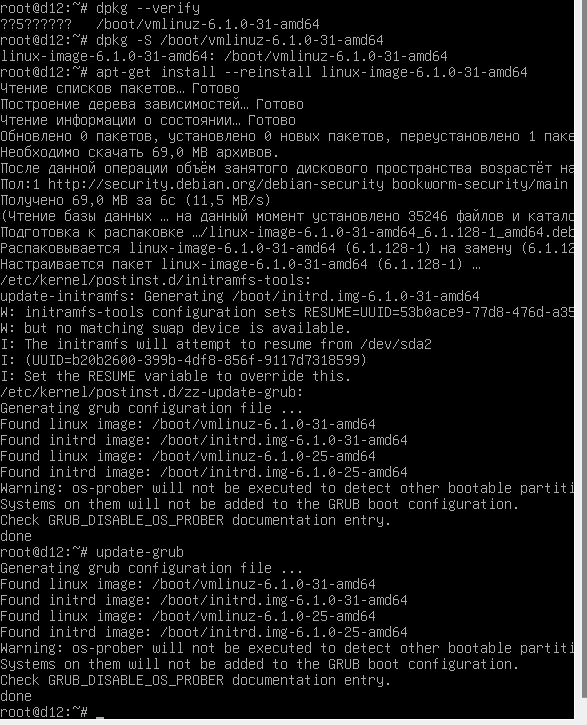 root@d12:~# dpkg --verify
??5??????   /boot/vmlinuz-6.1.0-31-amd64
root@d12:~# dpkg -S /boot/vmlinuz-6.1.0-31-amd64
linux-image-6.1.0-31-amd64: /boot/vmlinuz-6.1.0-31-amd64
root@d12:~# apt-get install --reinstall linux-image-6.1.0-31-amd64
Чтение списков пакетов… Готово
Построение дерева зависимостей… Готово
Чтение информации о состоянии… Готово
Обновлено 0 пакетов, установлено 0 новых пакетов, переустановлено 1 паке
Необходимо скачать 69,0 MB архивов.
После данной операции объём занятого дискового пространства возрастёт на
Пол:1 http://security.debian.org/debian-security bookworm-security/main
Получено 69,0 MB за 6с (11,5 MB/s)
(Чтение базы данных … на данный момент установлено 35246 файлов и катало
Подготовка к распаковке …/linux-image-6.1.0-31-amd64_6.1.128-1_amd64.deb
Распаковывается linux-image-6.1.0-31-amd64 (6.1.128-1) на замену (6.1.12
Настраивается пакет linux-image-6.1.0-31-amd64 (6.1.128-1) …
/etc/kernel/postinst.d/initramfs-tools:
update-initramfs: Generating /boot/initrd.img-6.1.0-31-amd64
W: initramfs-tools configuration sets RESUME=UUID=53b0ace9-77d8-476d-a35
W: but no matching swap device is available.
I: The initramfs will attempt to resume from /dev/sda2
I: (UUID=b20b2600-399b-4df8-856f-9117d7318599)
I: Set the RESUME variable to override this.
/etc/kernel/postinst.d/zz-update-grub:
Generating grub configuration file ...
Found linux image: /boot/vmlinuz-6.1.0-31-amd64
Found initrd image: /boot/initrd.img-6.1.0-31-amd64
Found linux image: /boot/vmlinuz-6.1.0-25-amd64
Found initrd image: /boot/initrd.img-6.1.0-25-amd64
Warning: os-prober will not be executed to detect other bootable partiti
Systems on them will not be added to the GRUB boot configuration.
Check GRUB_DISABLE_OS_PROBER documentation entry.
done
root@d12:~# update-grub
Generating grub configuration file ...
Found linux image: /boot/vmlinuz-6.1.0-31-amd64
Found initrd image: /boot/initrd.img-6.1.0-31-amd64
Found linux image: /boot/vmlinuz-6.1.0-25-amd64
Found initrd image: /boot/initrd.img-6.1.0-25-amd64
Warning: os-prober will not be executed to detect other bootable partiti
Systems on them will not be added to the GRUB boot configuration.
Check GRUB_DISABLE_OS_PROBER documentation entry.
done
root@d12:~# _